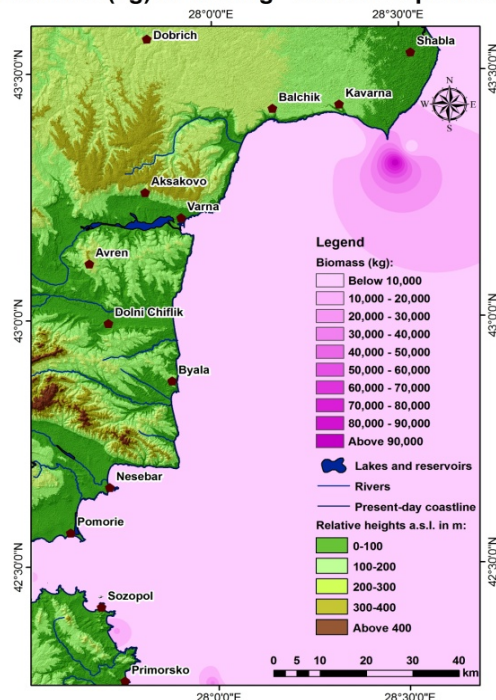 (kg)
28°0'0"E 28°30'0"E
Dobrich
Shabla
43°30'0"N 43°30'0"N
Kavarna
Balchik
N
W E
S
Aksakovo
Varna
Avren
Legend
Biomass (kg):
Below 10,000
10,000 - 20,000
20,000 - 30,000
30,000 - 40,000
40,000 - 50,000
50,000 - 60,000
60,000 - 70,000
70,000 - 80,000
80,000 - 90,000
Above 90,000
Lakes and reservoirs
Rivers
Present-day coastline
Relative heights a.s.l. in m:
0-100
100-200
200-300
300-400
Above 400
43°0'0"N 43°0'0"N
Dolni Chiflik
Byala
Nesebar
Pomorie
42°30'0"N 42°30'0"N
Sozopol
Primorsko
0 5 10 20 30 40
km
28°0'0"E 28°30'0"E